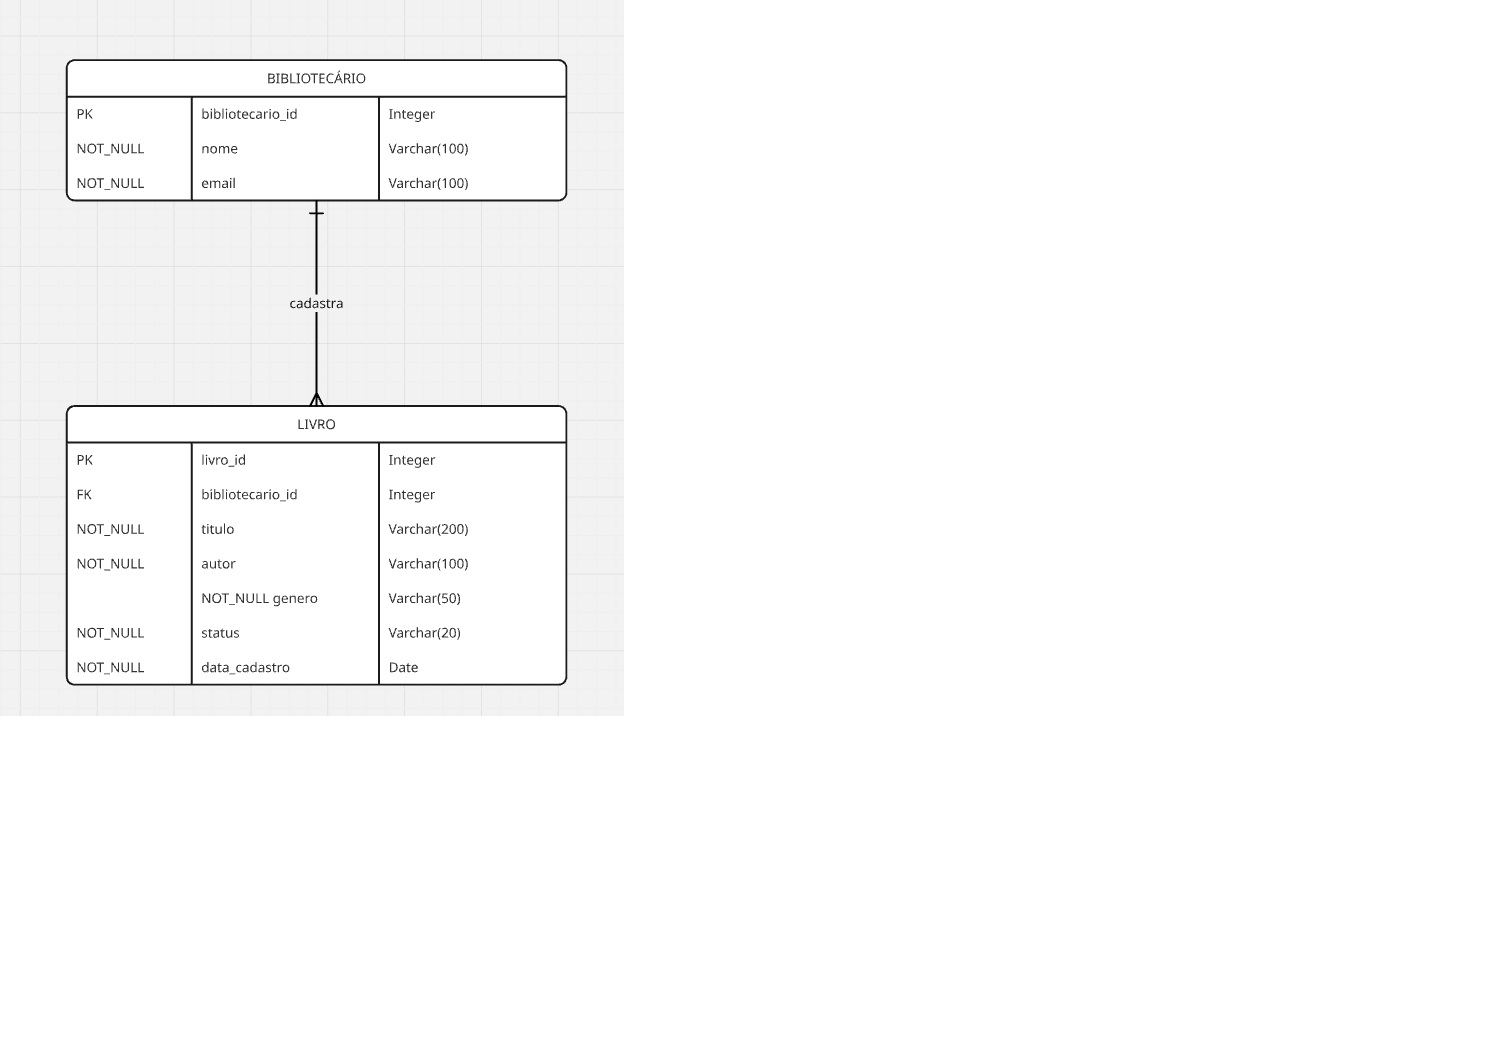 BIBLIOTECÁRIO
PK bibliotecario_id Integer
NOT_NULL nome Varchar(100)
NOT_NULL email Varchar(100)
cadastra
LIVRO
PK livro_id Integer
FK bibliotecario_id Integer
NOT_NULL titulo Varchar(200)
NOT_NULL autor Varchar(100)
NOT_NULL genero Varchar(50)
NOT_NULL status Varchar(20)
NOT_NULL data_cadastro Date